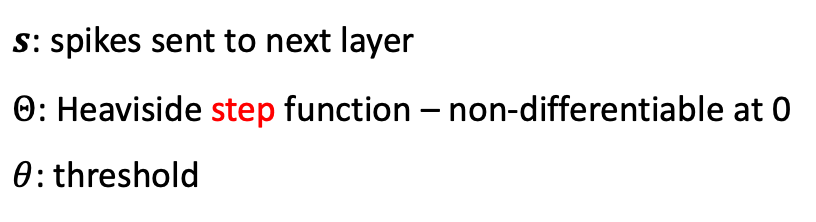 s: spikes sent to next layer
Θ: Heaviside step function – non-differentiable at 0
θ: threshold